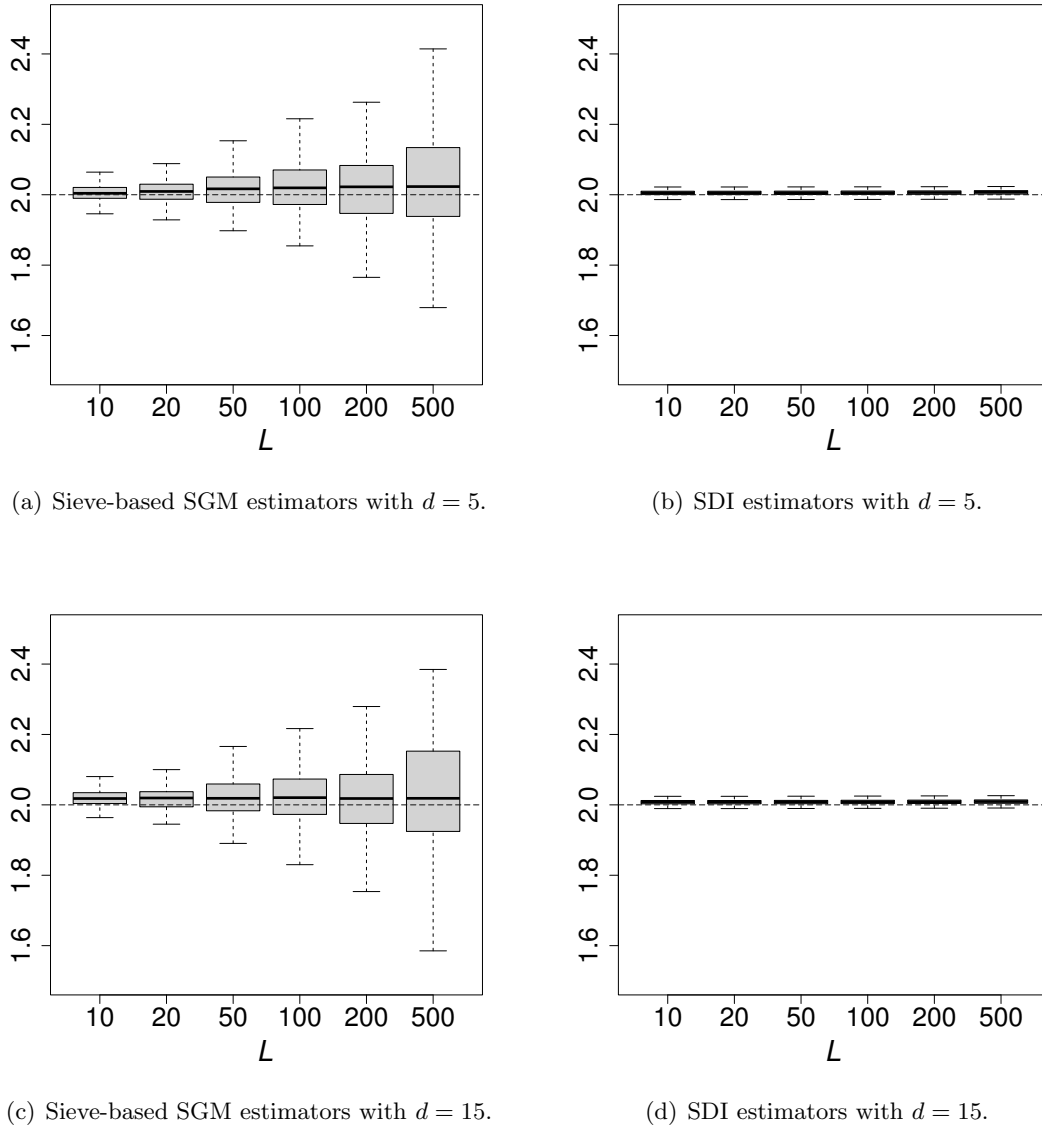 2.4
2.2
2.0
1.8
1.6
10 20 50 100 200 500
L
(a) Sieve-based SGM estimators with d = 5.
2.4
2.2
2.0
1.8
1.6
10 20 50 100 200 500
L
(b) SDI estimators with d = 5.
2.4
2.2
2.0
1.8
1.6
10 20 50 100 200 500
L
(c) Sieve-based SGM estimators with d = 15.
2.4
2.2
2.0
1.8
1.6
10 20 50 100 200 500
L
(d) SDI estimators with d = 15.